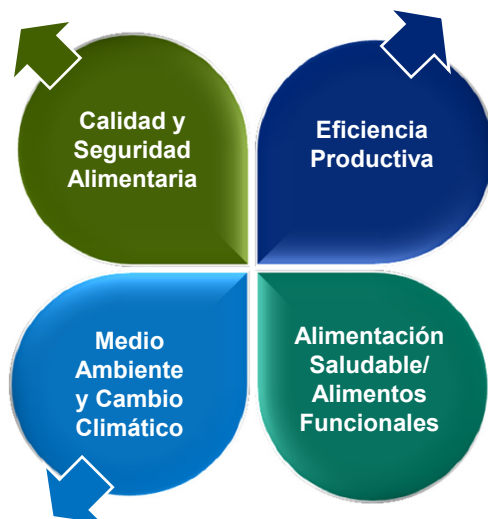 Calidad y
Seguridad
Alimentaria
Eficiencia
Productiva
Medio
Ambiente
y Cambio
Climático
Alimentación
Saludable/
Alimentos
Funcionales